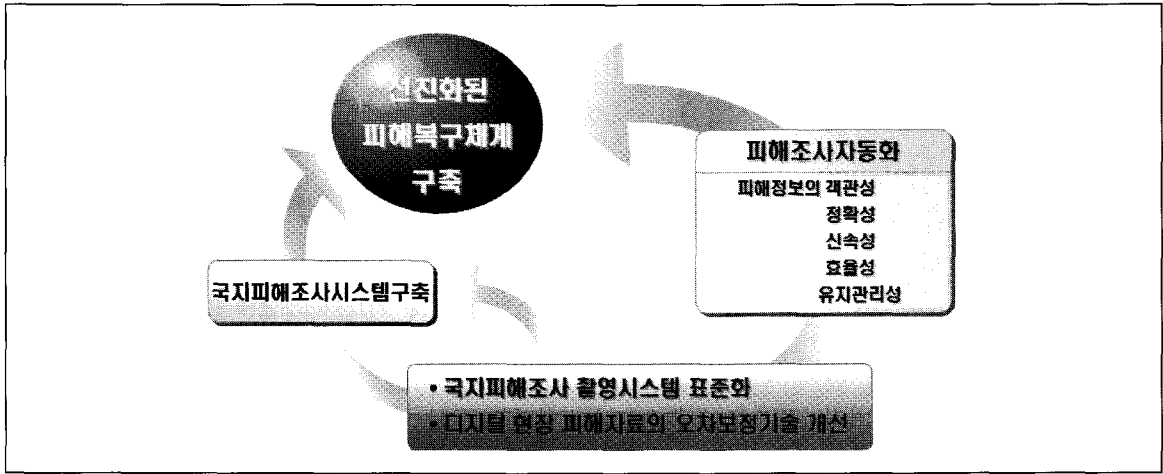 선진화된
피해복구체계
구축
피해조사자동화
피해정보의 객관성
정확성
신속성
효율성
유지관리성
국지피해조사시스템구축
• 국지피해조사 촬영시스템 표준화
• 디지털 현장 피해자료의 오차보정기술 개선